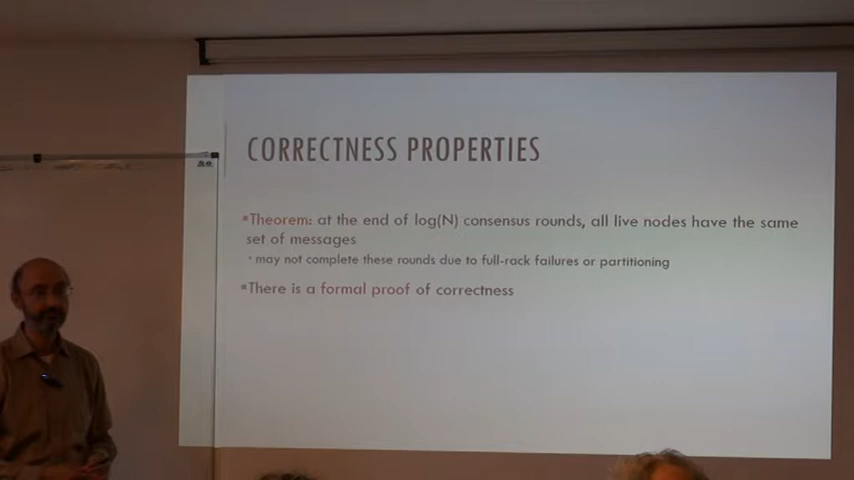 CORRECTNESS PROPERTIES
▪Theorem: at the end of log(N) consensus rounds, all live nodes have the same
set of messages
▪ may not complete these rounds due to full-rack failures or partitioning
▪There is a formal proof of correctness